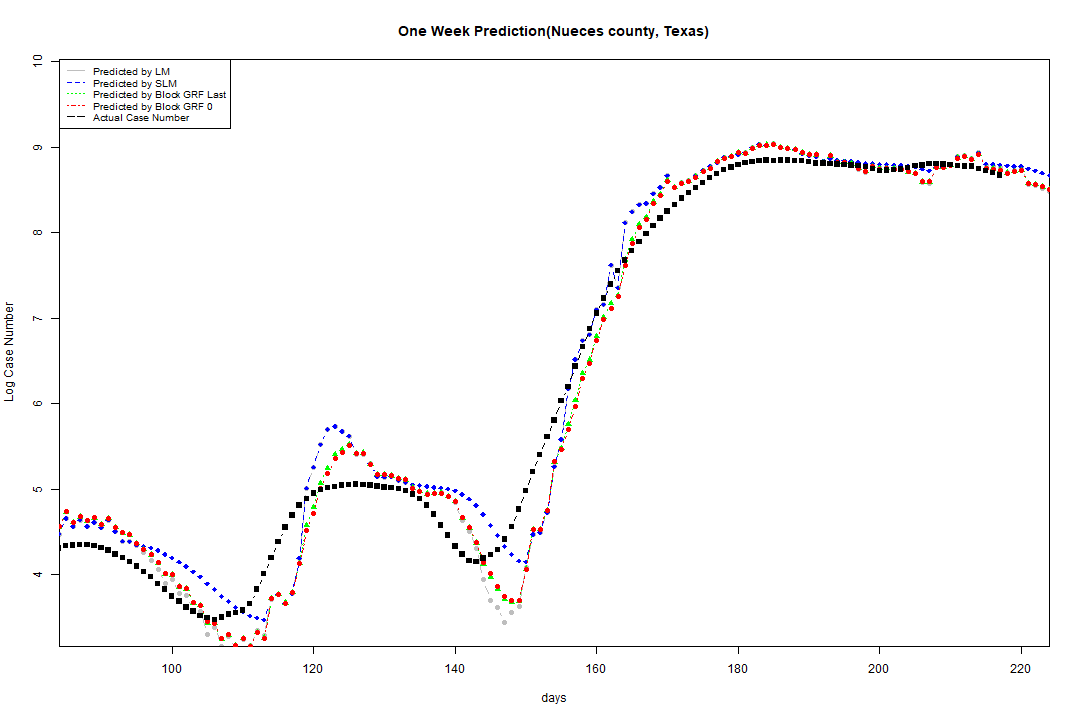 One Week Prediction(Nueces county, Texas)
Predicted by LM
Predicted by SLM
Predicted by Block GRF Last
Predicted by Block GRF 0
Actual Case Number
10
9
8
7
6
5
4
Log Case Number
100 120 140 160 180 200 220
days